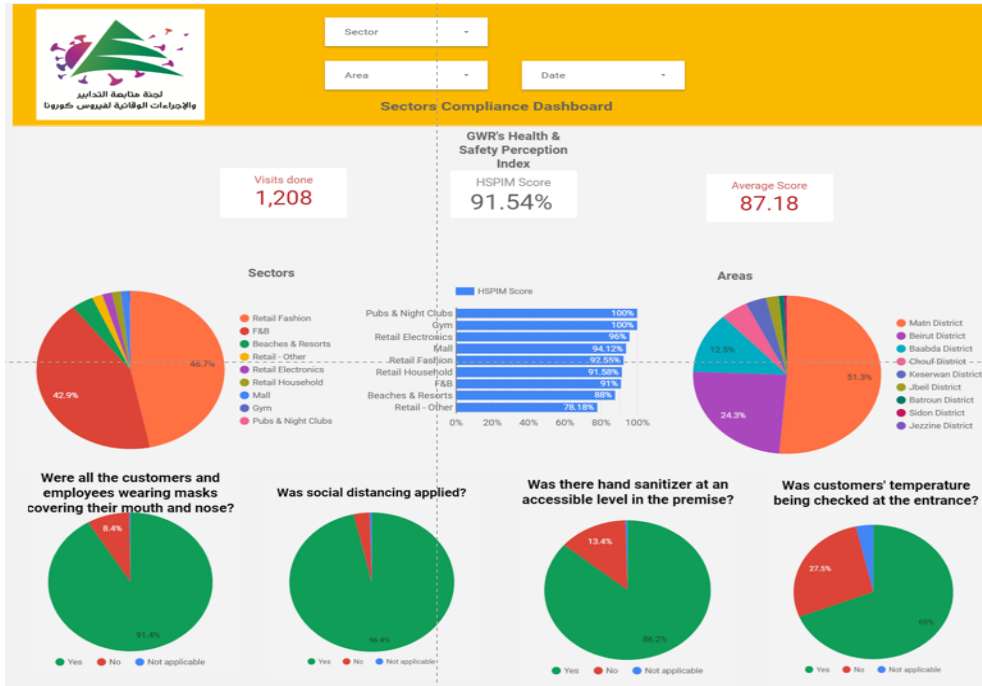 لجنة متابعة التدابير
والإجراءات الوقائية لفيروس كورونا
Sector
Area
Date
Sectors Compliance Dashboard
GWR's Health &
Safety Perception
Index
Visits done
1,208
HSPIM Score
91.54%
Average Score
87.18
Sectors
46.7%
42.9%
Retail Fashion
F&B
Beaches & Resorts
Retail - Other
Retail Electronics
Retail Household
Mall
Gym
Pubs & Night Clubs
HSPIM Score
Pubs & Night Clubs 100%
Gym 100%
Retail Electronics 96%
Mall 94.12%
Retail Fashion 92.55%
Retail Household 91.58%
F&B 91%
Beaches & Resorts 88%
Retail - Other 78.18%
0% 20% 40% 60% 80% 100%
Areas
12.5%
51.3%
24.3%
Matn District
Beirut District
Baabda District
Chouf District
Keserwan District
Jbeil District
Batroun District
Sidon District
Jezzine District
Were all the customers and
employees wearing masks
covering their mouth and nose?
8.4%
91.4%
Yes No Not applicable
Was social distancing applied?
96.4%
Yes No Not applicable
Was there hand sanitizer at an
accessible level in the premise?
13.4%
86.2%
Yes No Not applicable
Was customers' temperature
being checked at the entrance?
27.5%
69%
Yes No Not applicable